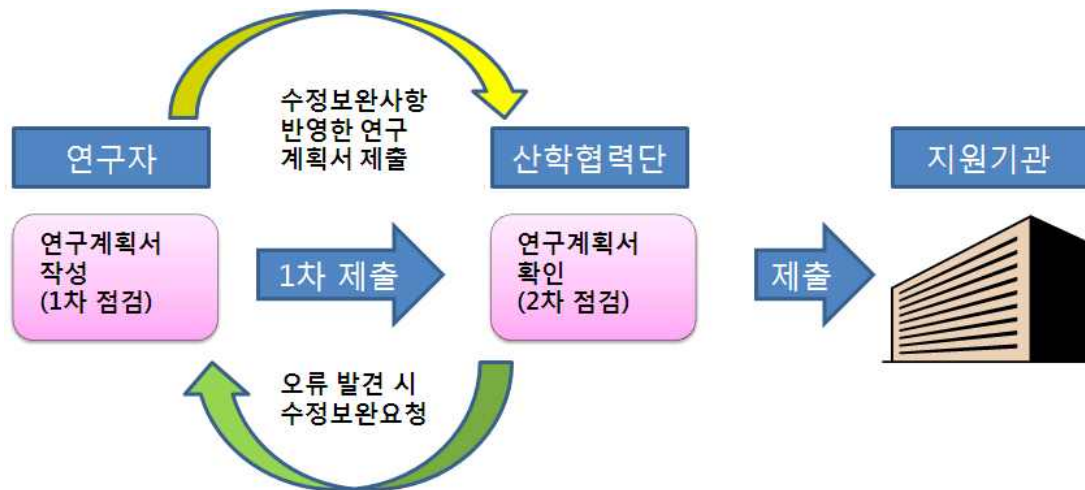 수정보완사항
반영한 연구
계획서 제출
연구자
산학협력단
지원기관
연구계획서
작성
(1차 점검)
1차 제출
연구계획서
확인
(2차 점검)
제출
오류 발견 시
수정보완요청